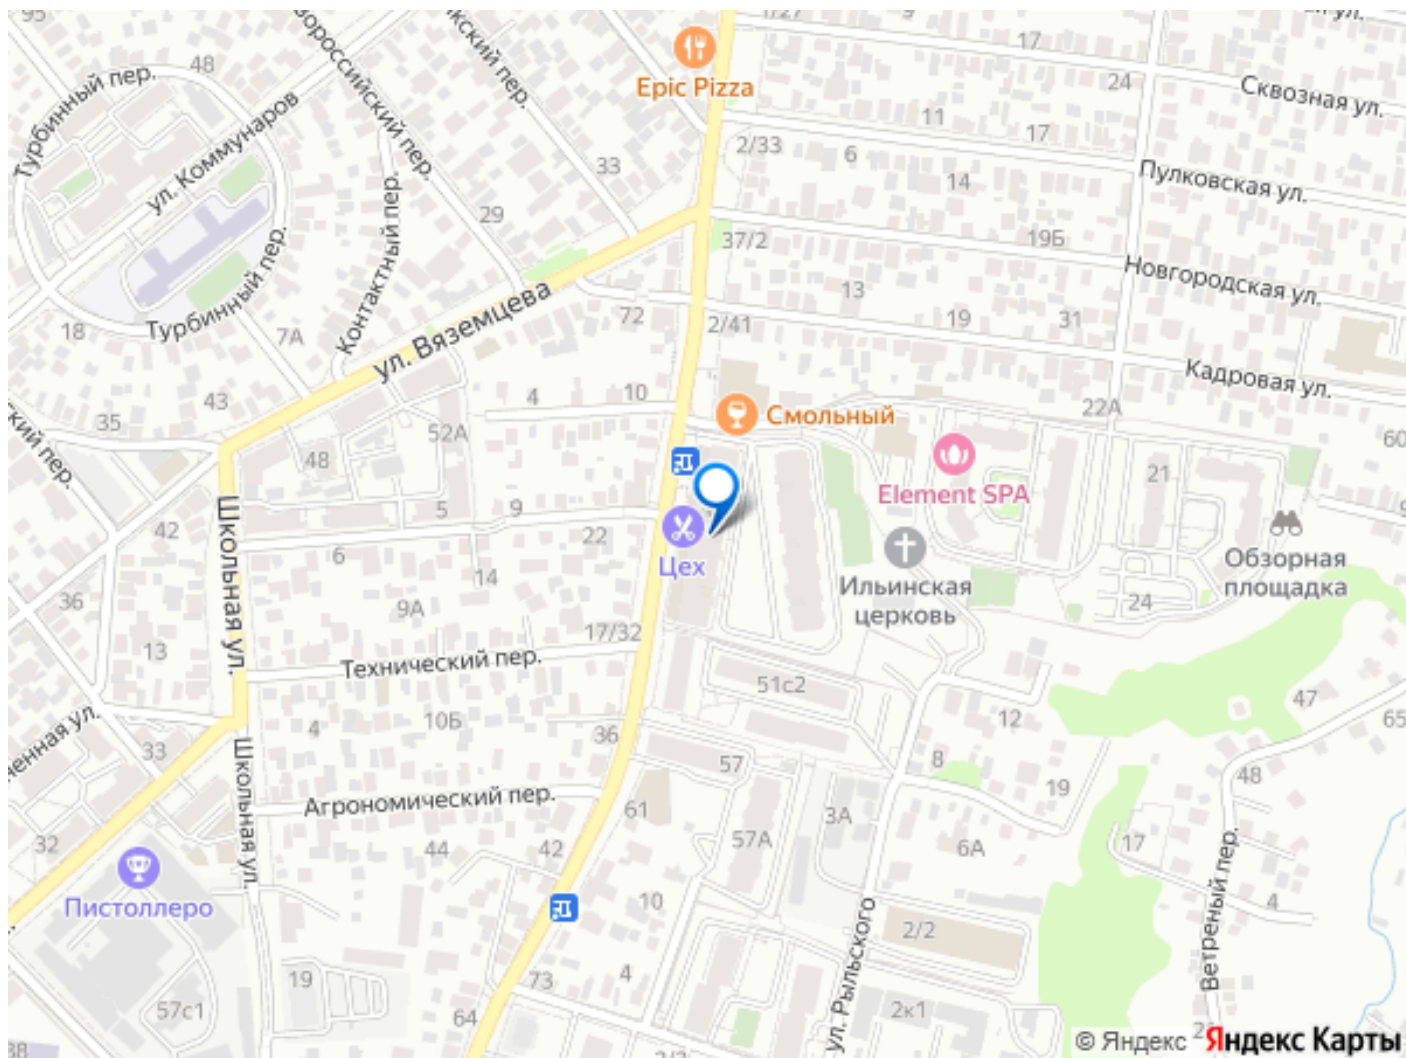 95
48
Турбинный пер.
ул. Коммунаров
Турбинный пер.
18
7А
Контактный пер.
29
33
Epic Pizza
1/27
9
17
24
Сквозная ул.
11
17
2/33
6
14
Пулковская ул.
37/2
19Б
Новгородская ул.
13
72
2/41
19
31
Кадровая ул.
ул. Вяземцева
43
35
4
10
22А
60
Смольный
52А
48
Element SPA
21
Школьная ул.
42
5
9
6
22
14
Цех
Ильинская
церковь
Обзорная
площадка
24
36
9А
13
17/32
Технический пер.
51с2
12
47
65
4
10Б
36
33
57
8
19
48
Школьная ул.
Агрономический пер.
61
3А
57А
6А
17
32
44
42
Пистоллеро
10
4
2/2
ул. Рыльского
Ветреный пер.
19
73
4
57с1
64
2к1
38
© Яндекс
Яндекс Карты